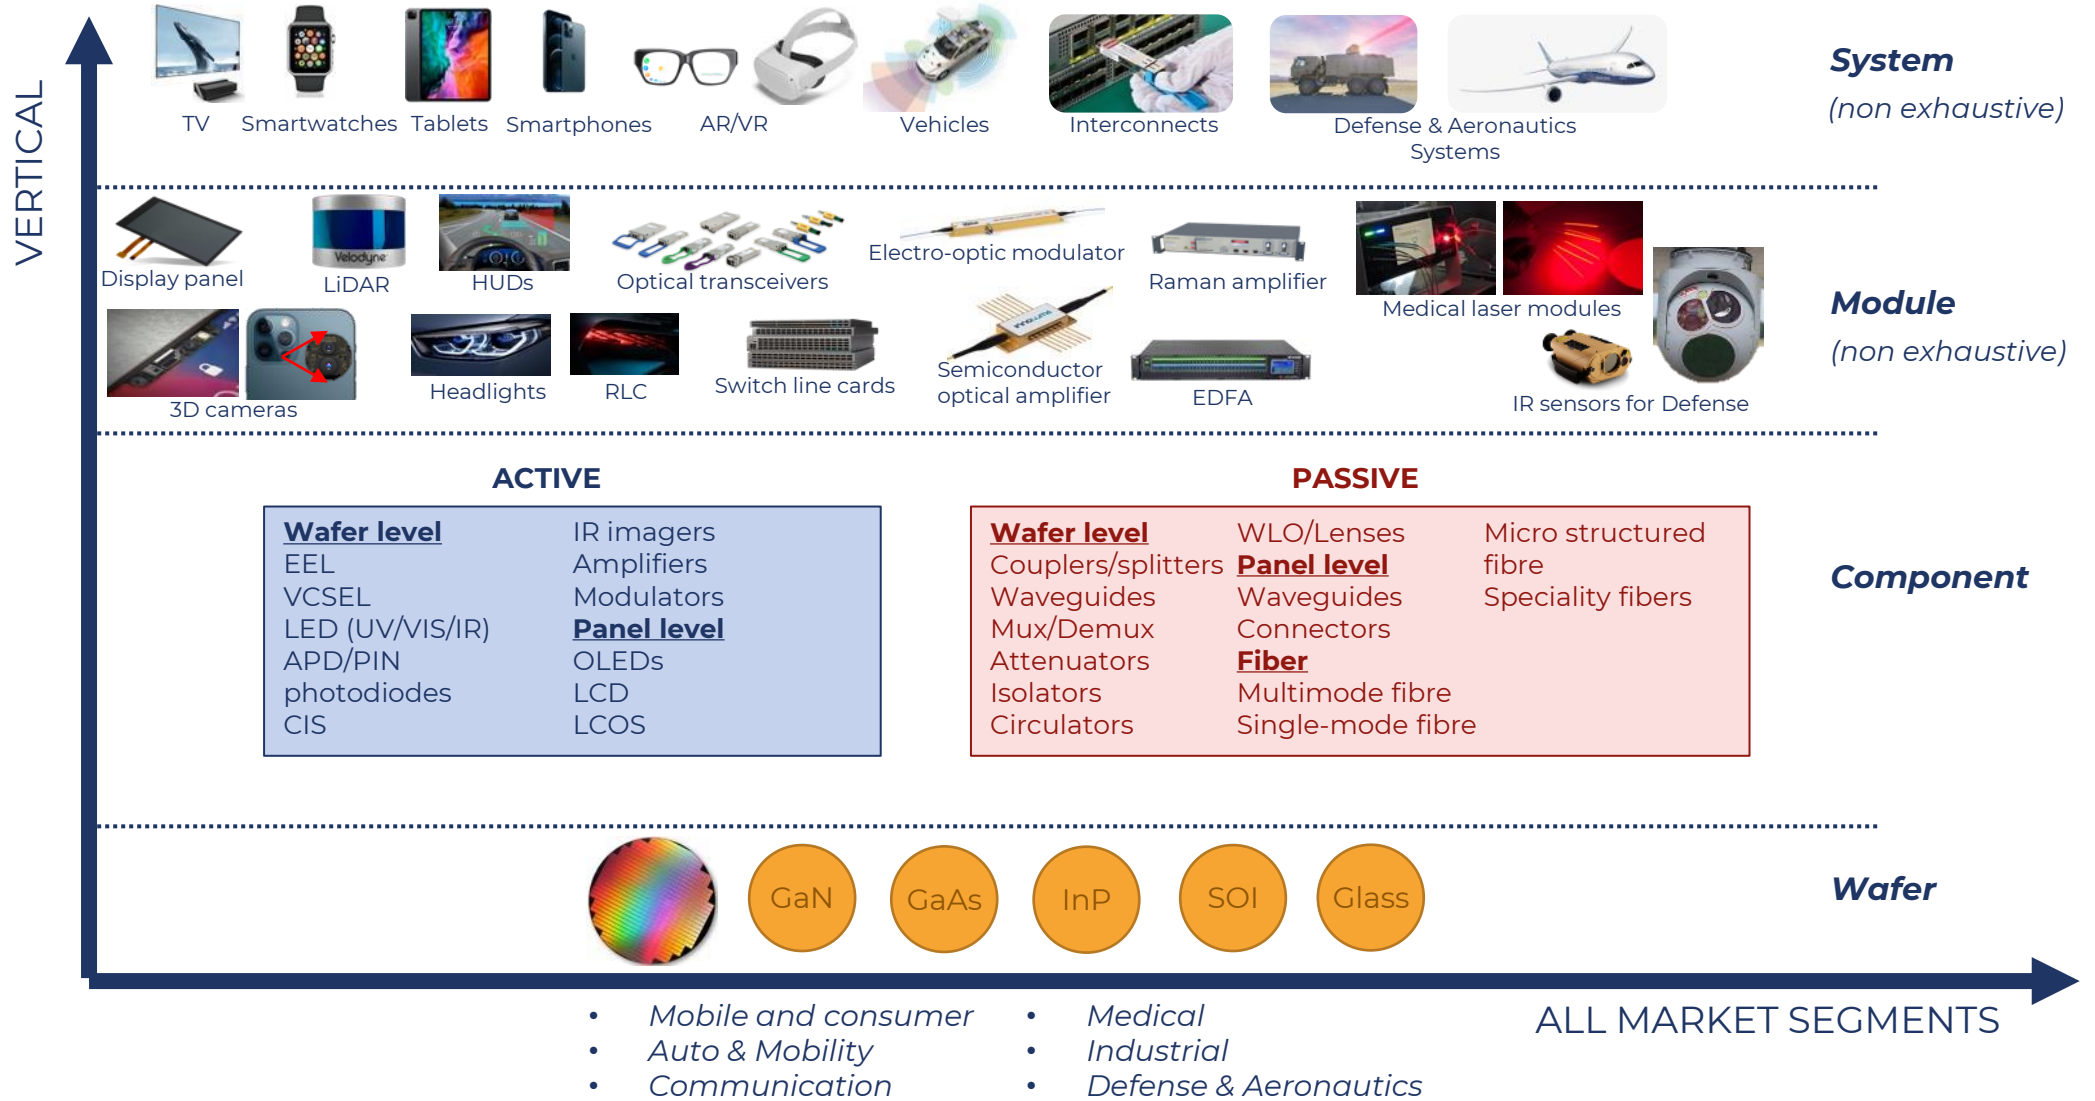 VERTICAL
TV
Smartwatches
Tablets
Smartphones
AR/VR
Vehicles
Interconnects
Defense & Aeronautics
Systems
System
(non exhaustive)
Display panel
Velodyne
LiDAR
HUDs
Optical transceivers
Electro-optic modulator
Raman amplifier
Medical laser modules
3D cameras
Headlights
RLC
Switch line cards
Semiconductor
optical amplifier
EDFA
IR sensors for Defense
Module
(non exhaustive)
ACTIVE
Wafer level
EEL
VCSEL
LED (UV/VIS/IR)
APD/PIN
photodiodes
CIS
IR imagers
Amplifiers
Modulators
Panel level
OLEDs
LCD
LCOS
PASSIVE
Wafer level
Couplers/splitters
Waveguides
Mux/Demux
Attenuators
Isolators
Circulators
WLO/Lenses
Panel level
Waveguides
Connectors
Fiber
Multimode fibre
Single-mode fibre
Micro structured
fibre
Speciality fibers
Component
GaN
GaAs
InP
SOI
Glass
Wafer
• Mobile and consumer
• Auto & Mobility
• Communication
• Medical
• Industrial
• Defense & Aeronautics
ALL MARKET SEGMENTS